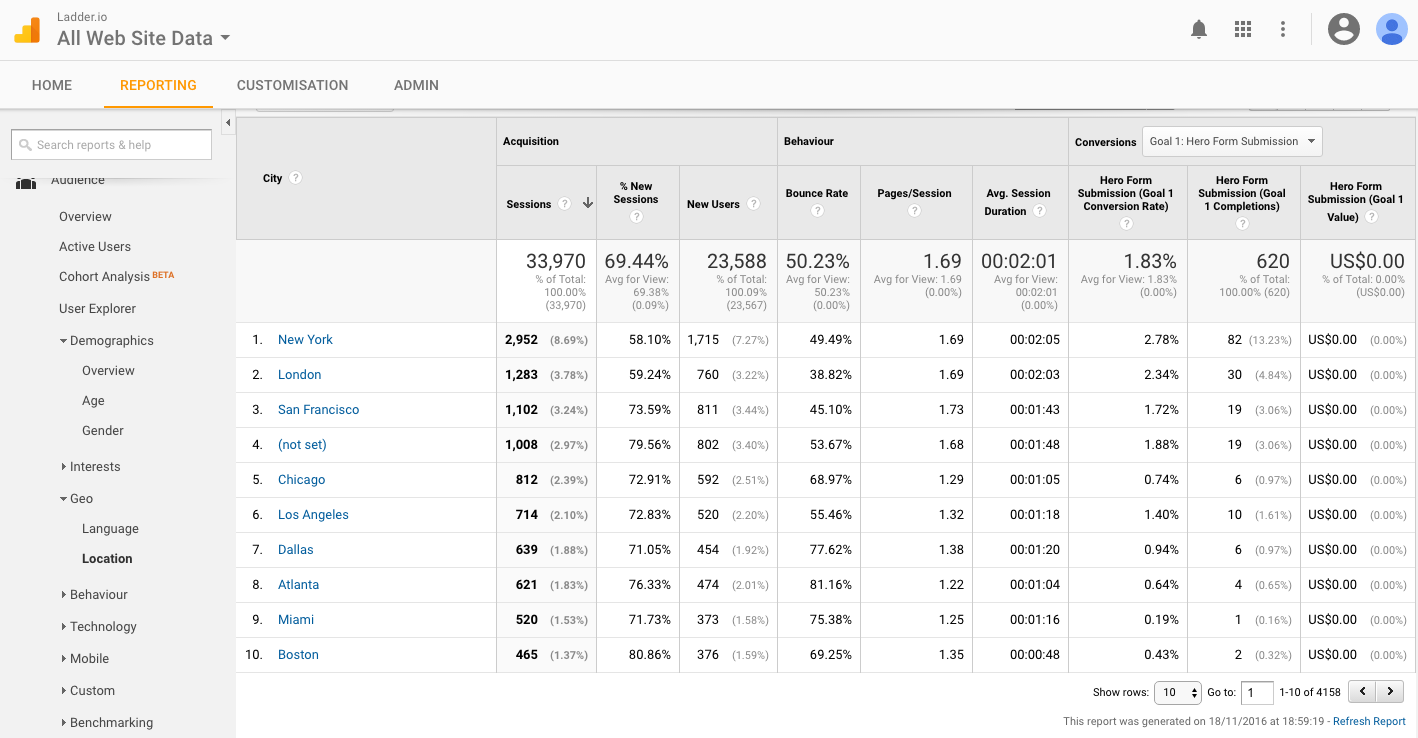 Ladder.io
All Web Site Data
HOME REPORTING CUSTOMISATION ADMIN
Search reports & help
Audience
Overview
Active Users
Cohort Analysis BETA
User Explorer
Demographics
Overview
Age
Gender
Interests
Geo
Language
Location
Behaviour
Technology
Mobile
Custom
Benchmarking
City ?
Acquisition
Behaviour
Conversions Goal 1: Hero Form Submission
Sessions ?
% New
Sessions
?
New Users ?
Bounce Rate
?
Pages/Session
?
Avg. Session
Duration ?
Hero Form
Submission (Goal 1
Conversion Rate)
?
Hero Form
Submission (Goal
1 Completions)
?
Hero Form
Submission (Goal 1
Value) ?
33,970
% of Total:
100.00%
(33,970)
69.44%
Avg for View:
69.38%
(0.09%)
23,588
% of Total:
100.09%
(23,567)
50.23%
Avg for View:
50.23%
(0.00%)
1.69
Avg for View: 1.69
(0.00%)
00:02:01
Avg for View:
00:02:01
(0.00%)
1.83%
Avg for View: 1.83%
(0.00%)
620
% of Total:
100.00% (620)
US$0.00
% of Total: 0.00%
(US$0.00)
1. New York 2,952 (8.69%) 58.10% 1,715 (7.27%) 49.49% 1.69 00:02:05 2.78% 82 (13.23%) US$0.00 (0.00%)
2. London 1,283 (3.78%) 59.24% 760 (3.22%) 38.82% 1.69 00:02:03 2.34% 30 (4.84%) US$0.00 (0.00%)
3. San Francisco 1,102 (3.24%) 73.59% 811 (3.44%) 45.10% 1.73 00:01:43 1.72% 19 (3.06%) US$0.00 (0.00%)
4. (not set) 1,008 (2.97%) 79.56% 802 (3.40%) 53.67% 1.68 00:01:48 1.88% 19 (3.06%) US$0.00 (0.00%)
5. Chicago 812 (2.39%) 72.91% 592 (2.51%) 68.97% 1.29 00:01:05 0.74% 6 (0.97%) US$0.00 (0.00%)
6. Los Angeles 714 (2.10%) 72.83% 520 (2.20%) 55.46% 1.32 00:01:18 1.40% 10 (1.61%) US$0.00 (0.00%)
7. Dallas 639 (1.88%) 71.05% 454 (1.92%) 77.62% 1.38 00:01:20 0.94% 6 (0.97%) US$0.00 (0.00%)
8. Atlanta 621 (1.83%) 76.33% 474 (2.01%) 81.16% 1.22 00:01:04 0.64% 4 (0.65%) US$0.00 (0.00%)
9. Miami 520 (1.53%) 71.73% 373 (1.58%) 75.38% 1.25 00:01:16 0.19% 1 (0.16%) US$0.00 (0.00%)
10. Boston 465 (1.37%) 80.86% 376 (1.59%) 69.25% 1.35 00:00:48 0.43% 2 (0.32%) US$0.00 (0.00%)
Show rows: 10 Go to: 1 1-10 of 4158
This report was generated on 18/11/2016 at 18:59:19 - Refresh Report